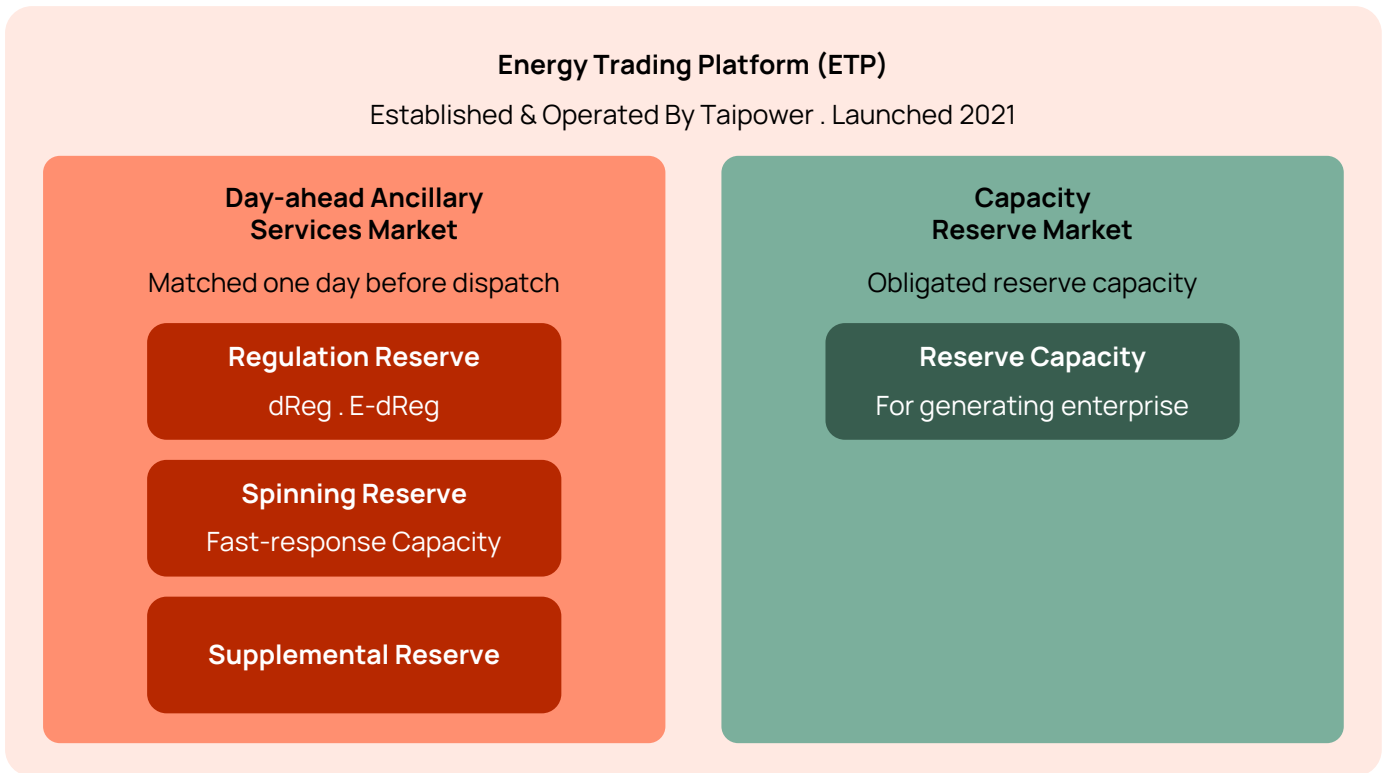 Energy Trading Platform (ETP)
Established & Operated By Taipower . Launched 2021
Day-ahead Ancillary
Services Market
Matched one day before dispatch
Regulation Reserve
dReg . E-dReg
Spinning Reserve
Fast-response Capacity
Supplemental Reserve
Capacity
Reserve Market
Obligated reserve capacity
Reserve Capacity
For generating enterprise